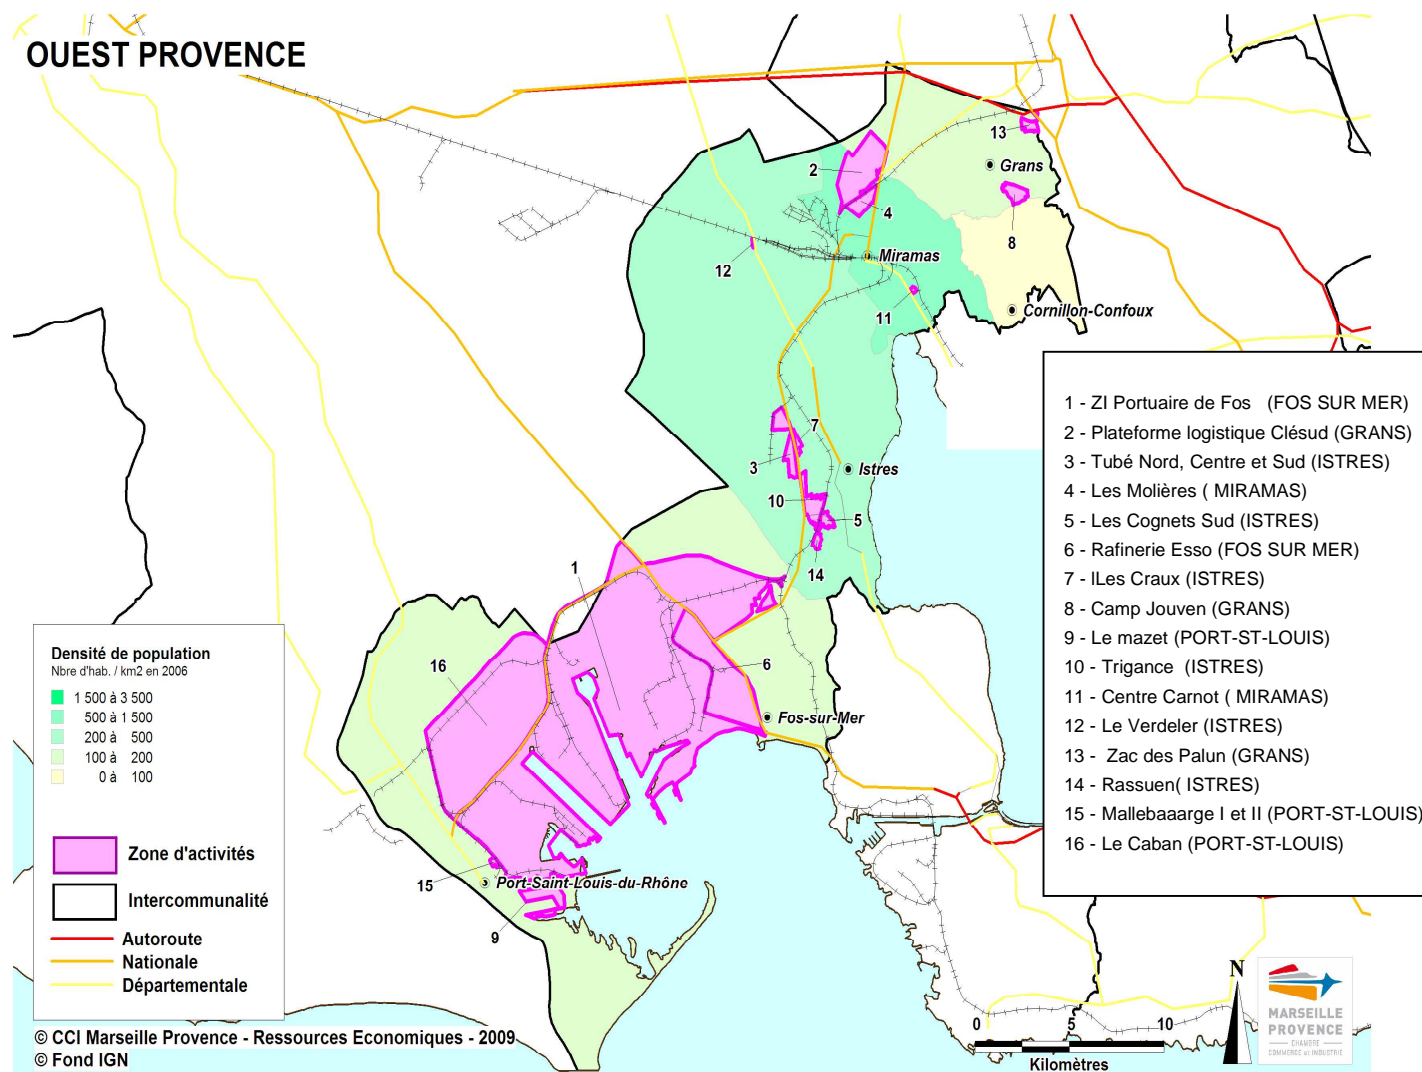 OUEST PROVENCE
13
Grans
2
4
8
Miramas
12
11
Cornillon-Confoux
7
3
Istres
10
5
14
1
16
6
Fos-sur-Mer
15
Port-Saint-Louis-du-Rhône
9
1 - ZI Portuaire de Fos (FOS SUR MER)
2 - Plateforme logistique Clésud (GRANS)
3 - Tubé Nord, Centre et Sud (ISTRES)
4 - Les Molières ( MIRAMAS)
5 - Les Cognets Sud (ISTRES)
6 - Rafinerie Esso (FOS SUR MER)
7 - lLes Craux (ISTRES)
8 - Camp Jouven (GRANS)
9 - Le mazet (PORT-ST-LOUIS)
10 - Trigance (ISTRES)
11 - Centre Carnot ( MIRAMAS)
12 - Le Verdeler (ISTRES)
13 - Zac des Palun (GRANS)
14 - Rassuen( ISTRES)
15 - Mallebaaarge I et II (PORT-ST-LOUIS)
16 - Le Caban (PORT-ST-LOUIS)
Densité de population
Nbre d'hab. / km2 en 2006
1 500 à 3 500
500 à 1 500
200 à 500
100 à 200
0 à 100
Zone d'activités
Intercommunalité
Autoroute
Nationale
Départementale
© CCI Marseille Provence - Ressources Economiques - 2009
© Fond IGN
0 5 10
Kilomètres
N
MARSEILLE
PROVENCE
CHAMBRE
COMMERCE et INDUSTRIE